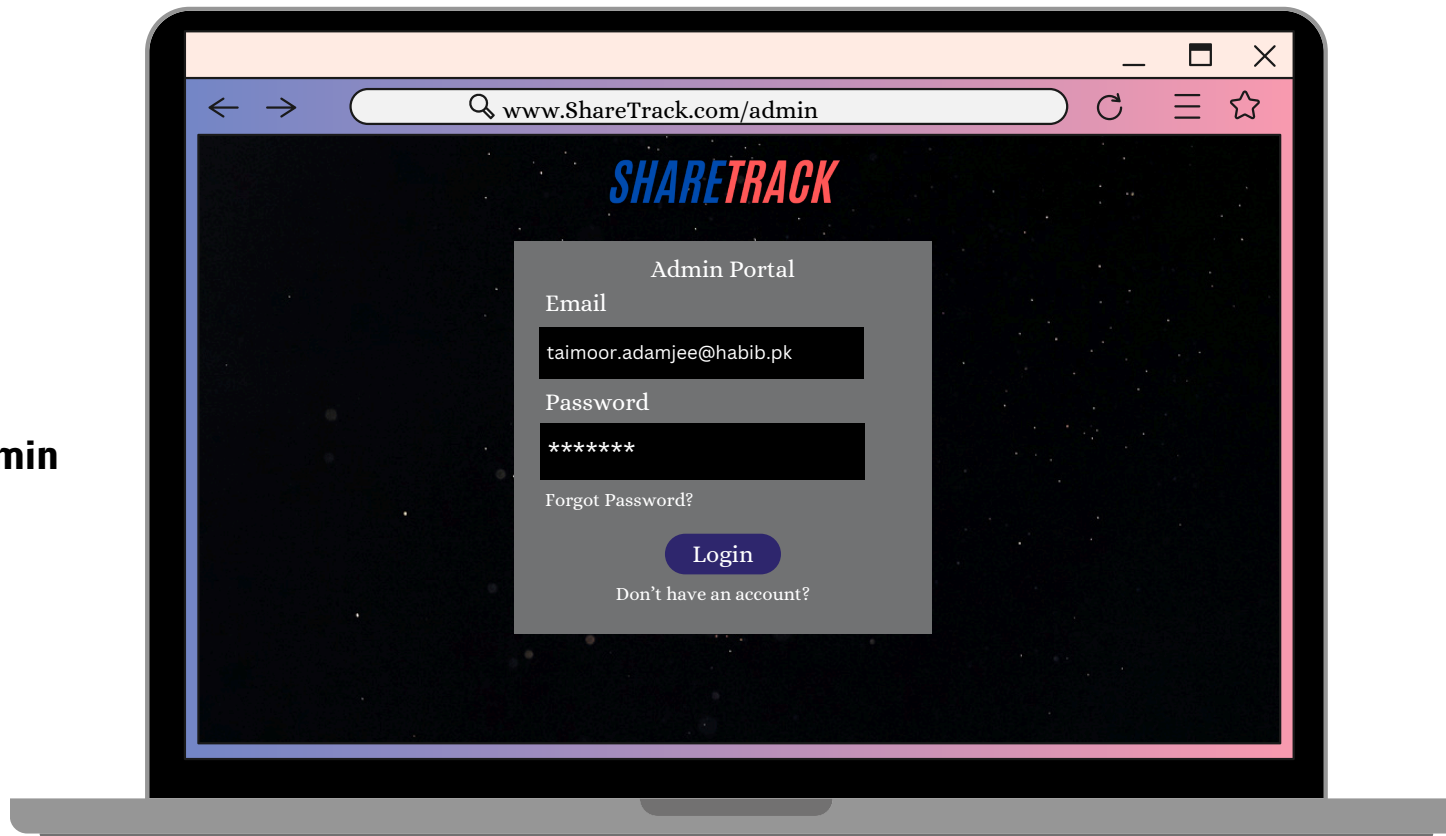 www.ShareTrack.com/admin
SHARETRACK
Admin Portal
Email
taimoor.adamjee@habib.pk
Password
*******
Forgot Password?
Login
Don't have an account?